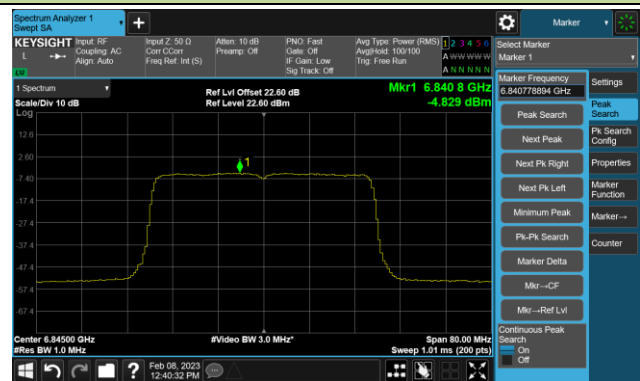 Spectrum Analyzer 1
Swept SA
+
Marker
KEYSIGHT
L
LV
Input: RF
Coupling: AC
Align: Auto
Input Z: 50 Ω
Corr CCorr
Freq Ref: Int (S)
Atten: 10 dB
Preamp: Off
PNO: Fast
Gate: Off
IF Gain: Low
Sig Track: Off
Avg Type: Power (RMS)
Avg|Hold: 100/100
Trig: Free Run
1 2 3 4 5 6
A W W W W W
A N N N N N
Select Marker
Marker 1
1 Spectrum
Scale/Div 10 dB
Log
Ref Lvl Offset 22.60 dB
Ref Level 22.60 dBm
Mkr1 6.840 8 GHz
-4.829 dBm
12.6
2.60
-7.40
-17.4
-27.4
-37.4
-47.4
-57.4
-67.4
1
Center 6.84500 GHz
#Res BW 1.0 MHz
#Video BW 3.0 MHz*
Span 80.00 MHz
Sweep 1.01 ms (200 pts)
Marker Frequency
6.840778894 GHz
Peak Search
Next Peak
Next Pk Right
Next Pk Left
Minimum Peak
Pk-Pk Search
Marker Delta
Mkr→CF
Mkr→Ref Lvl
Continuous Peak
Search
On
Off
Settings
Peak
Search
Pk Search
Config
Properties
Marker
Function
Marker→
Counter
?
Feb 08, 2023
12:40:32 PM